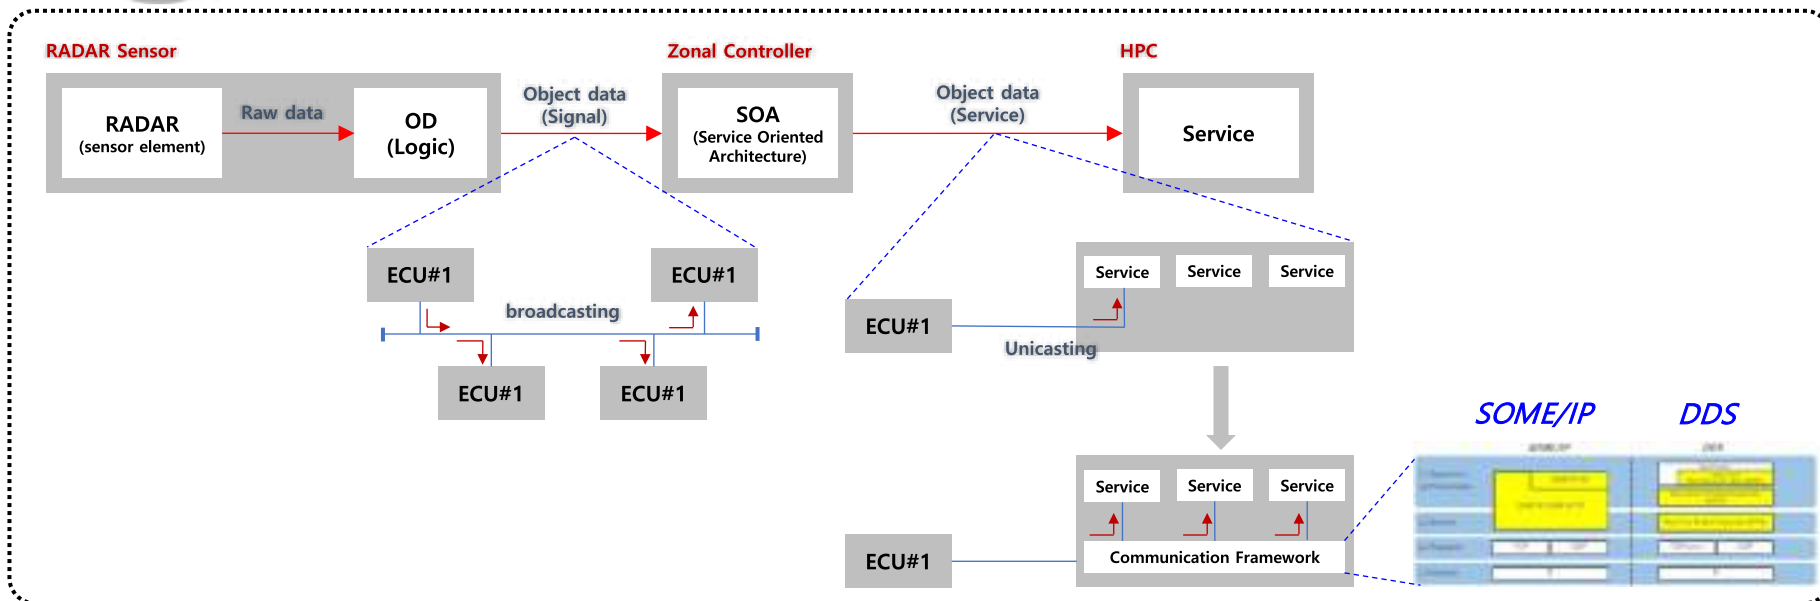 RADAR Sensor
Zonal Controller
HPC
RADAR
(sensor element)
Raw data
OD
(Logic)
Object data
(Signal)
SOA
(Service Oriented
Architecture)
Object data
(Service)
Service
ECU#1
ECU#1
broadcasting
ECU#1
ECU#1
Service
Service
Service
ECU#1
Unicasting
SOME/IP
DDS
Service
Service
Service
ECU#1
Communication Framework